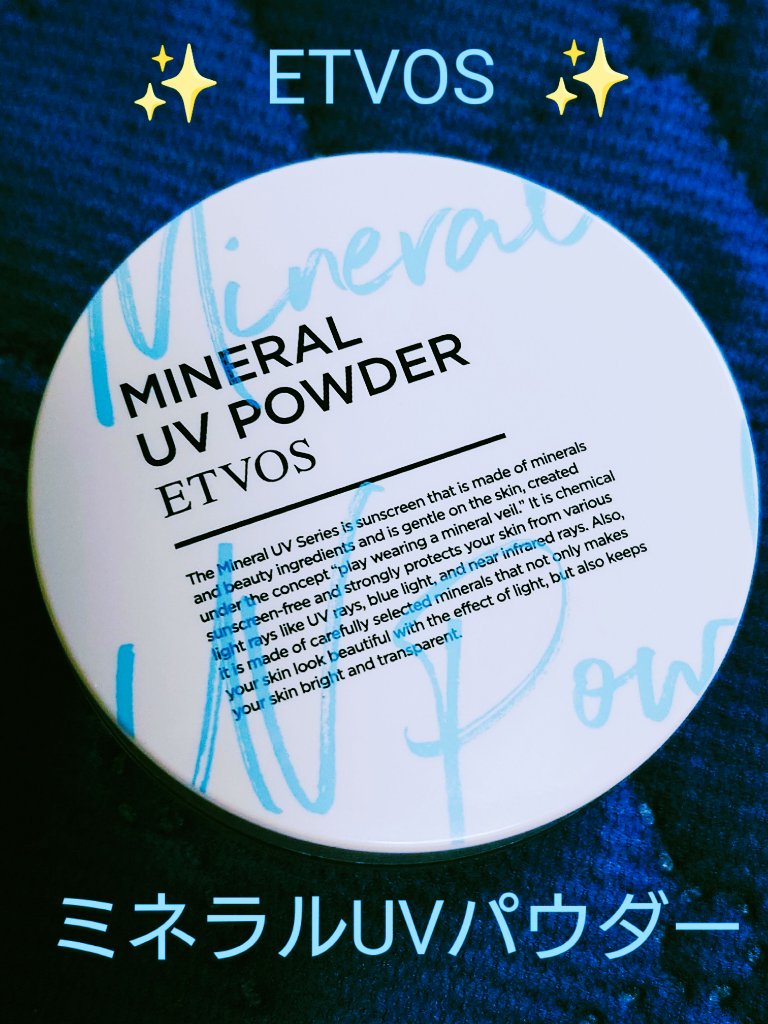 ETVOS
Mineral
MINERAL
UV POWDER
ETVOS
The Mineral UV Series is sunscreen that is made of minerals
and beauty ingredients and is gentle on the skin, created
under the concept “play wearing a mineral veil.” It is chemical
sunscreen-free and strongly protects your skin from various
light rays like UV rays, blue light, and near infrared rays. Also,
it is made of carefully selected minerals that not only makes
your skin look beautiful with the effect of light, but also keeps
your skin bright and transparent.
UV Pow
ミネラルUVパウダー